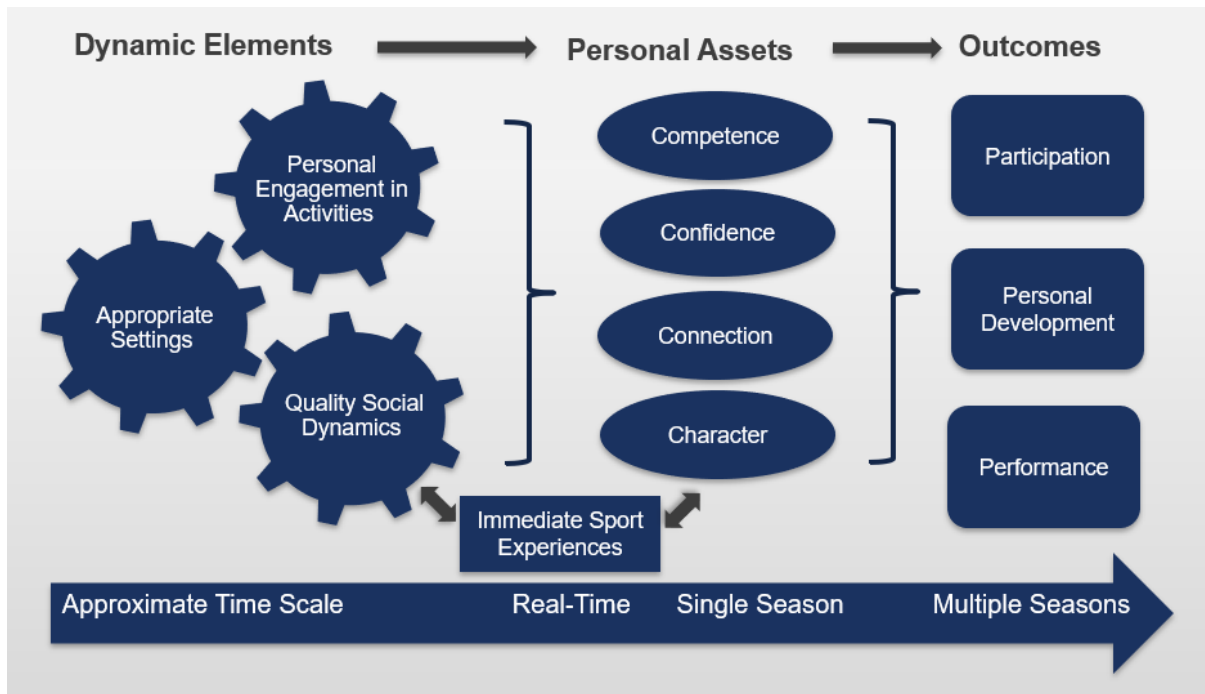 Dynamic Elements
Personal Assets
Outcomes
Personal
Engagement in
Activities
Appropriate
Settings
Quality Social
Dynamics
Competence
Confidence
Connection
Character
Participation
Personal
Development
Performance
Immediate Sport
Experiences
Approximate Time Scale
Real-Time
Single Season
Multiple Seasons